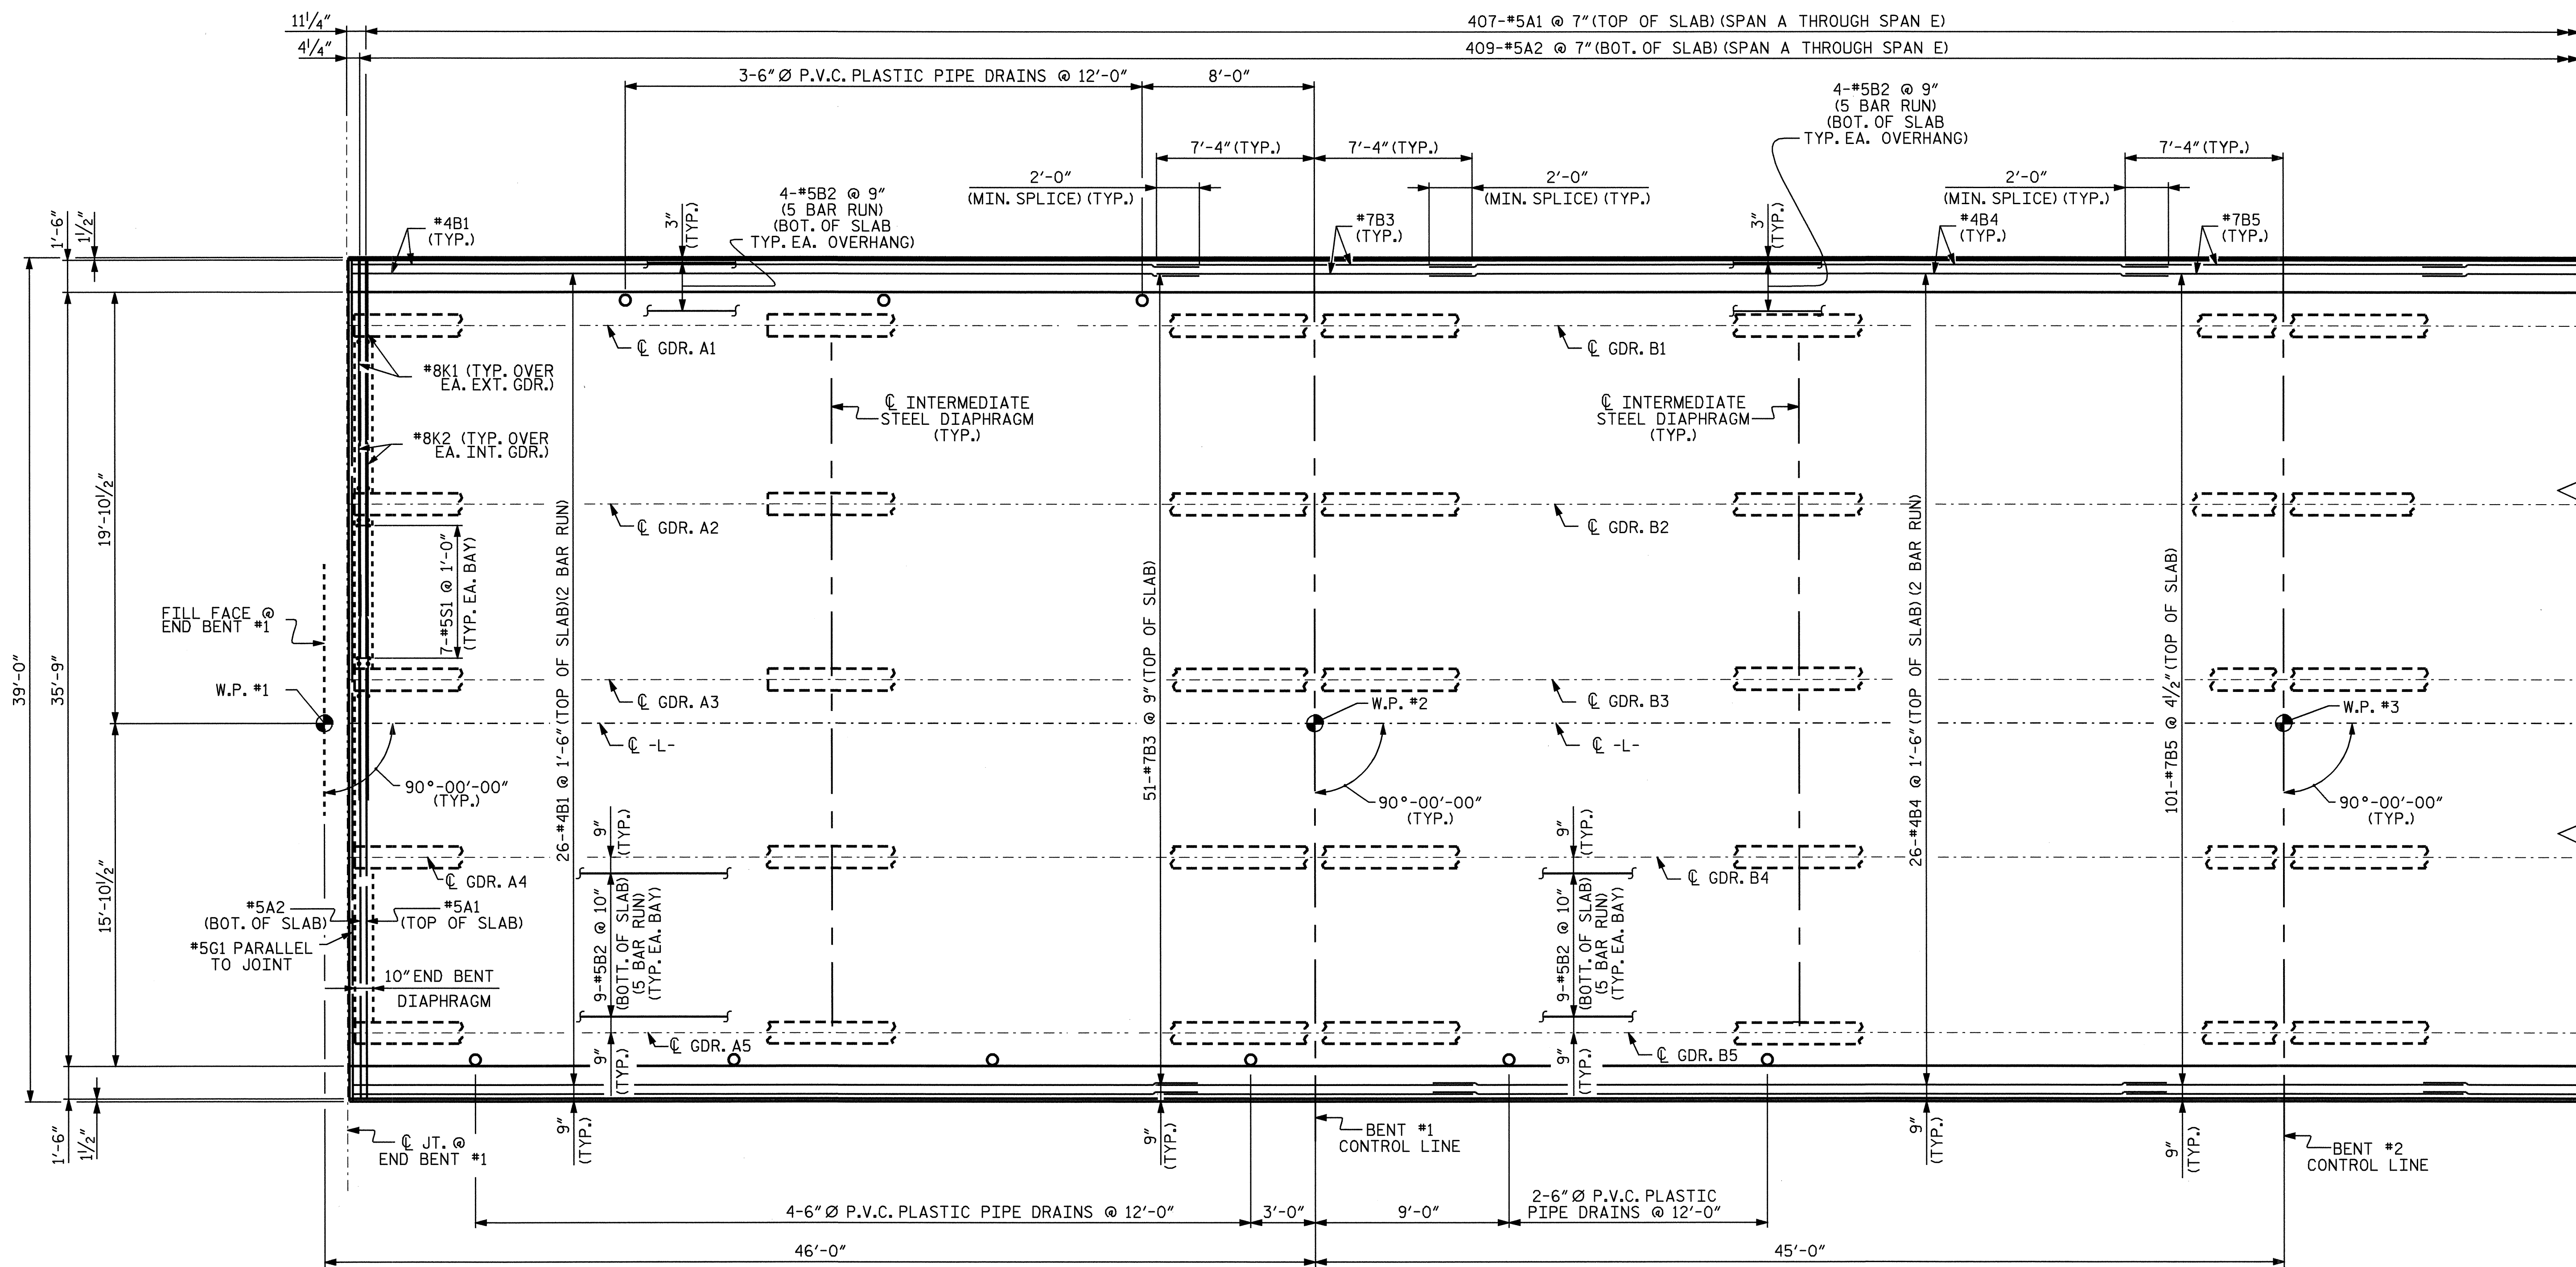 11 1/4"
407-#5A1 @ 7" (TOP OF SLAB) (SPAN A THROUGH SPAN E)
4 1/4"
409-#5A2 @ 7" (BOT. OF SLAB) (SPAN A THROUGH SPAN E)
3-6" Ø P.V.C. PLASTIC PIPE DRAINS @ 12'-0"
8'-0"
4-#5B2 @ 9"
(5 BAR RUN)
(BOT. OF SLAB
TYP. EA. OVERHANG)
7'-4" (TYP.)
7'-4" (TYP.)
7'-4" (TYP.)
2'-0"
(MIN. SPLICE) (TYP.)
2'-0"
(MIN. SPLICE) (TYP.)
2'-0"
(MIN. SPLICE) (TYP.)
4-#5B2 @ 9"
(5 BAR RUN)
(BOT. OF SLAB
TYP. EA. OVERHANG)
3"
(TYP.)
3"
(TYP.)
1'-6"
1 1/2"
#4B1
(TYP.)
#7B3
(TYP.)
#4B4
(TYP.)
#7B5
(TYP.)
℄ GDR. A1
℄ GDR. B1
#8K1 (TYP. OVER
EA. EXT. GDR.)
℄ INTERMEDIATE
STEEL DIAPHRAGM
(TYP.)
℄ INTERMEDIATE
STEEL DIAPHRAGM
(TYP.)
#8K2 (TYP. OVER
EA. INT. GDR.)
℄ GDR. A2
℄ GDR. B2
39'-0"
35'-9"
19'-10 1/2"
15'-10 1/2"
7-#5S1 @ 1'-0"
(TYP. EA. BAY)
26-#4B1 @ 1'-6" (TOP OF SLAB) (2 BAR RUN)
51-#7B3 @ 9" (TOP OF SLAB)
26-#4B4 @ 1'-6" (TOP OF SLAB) (2 BAR RUN)
101-#7B5 @ 4 1/2" (TOP OF SLAB)
FILL FACE @
END BENT #1
W.P. #1
℄ GDR. A3
℄ GDR. B3
W.P. #2
W.P. #3
℄ -L-
℄ -L-
90°-00'-00"
(TYP.)
90°-00'-00"
(TYP.)
90°-00'-00"
(TYP.)
9"
(TYP.)
9"
(TYP.)
℄ GDR. A4
℄ GDR. B4
#5A2
(BOT. OF SLAB)
#5A1
(TOP OF SLAB)
#5G1 PARALLEL
TO JOINT
10" END BENT
DIAPHRAGM
9-#5B2 @ 10"
(BOTT. OF SLAB)
(5 BAR RUN)
(TYP. EA. BAY)
9-#5B2 @ 10"
(BOTT. OF SLAB)
(5 BAR RUN)
(TYP. EA. BAY)
℄ GDR. A5
℄ GDR. B5
9"
(TYP.)
9"
(TYP.)
1'-6"
1 1/2"
℄ JT. @
END BENT #1
9"
(TYP.)
9"
(TYP.)
BENT #1
CONTROL LINE
9"
(TYP.)
9"
(TYP.)
BENT #2
CONTROL LINE
4-6" Ø P.V.C. PLASTIC PIPE DRAINS @ 12'-0"
3'-0"
9'-0"
2-6" Ø P.V.C. PLASTIC
PIPE DRAINS @ 12'-0"
46'-0"
45'-0"